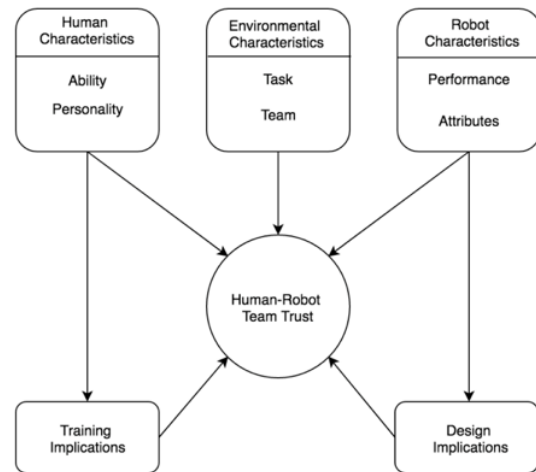 Human
Characteristics
Ability
Personality
Environmental
Characteristics
Task
Team
Robot
Characteristics
Performance
Attributes
Human-Robot
Team Trust
Training
Implications
Design
Implications